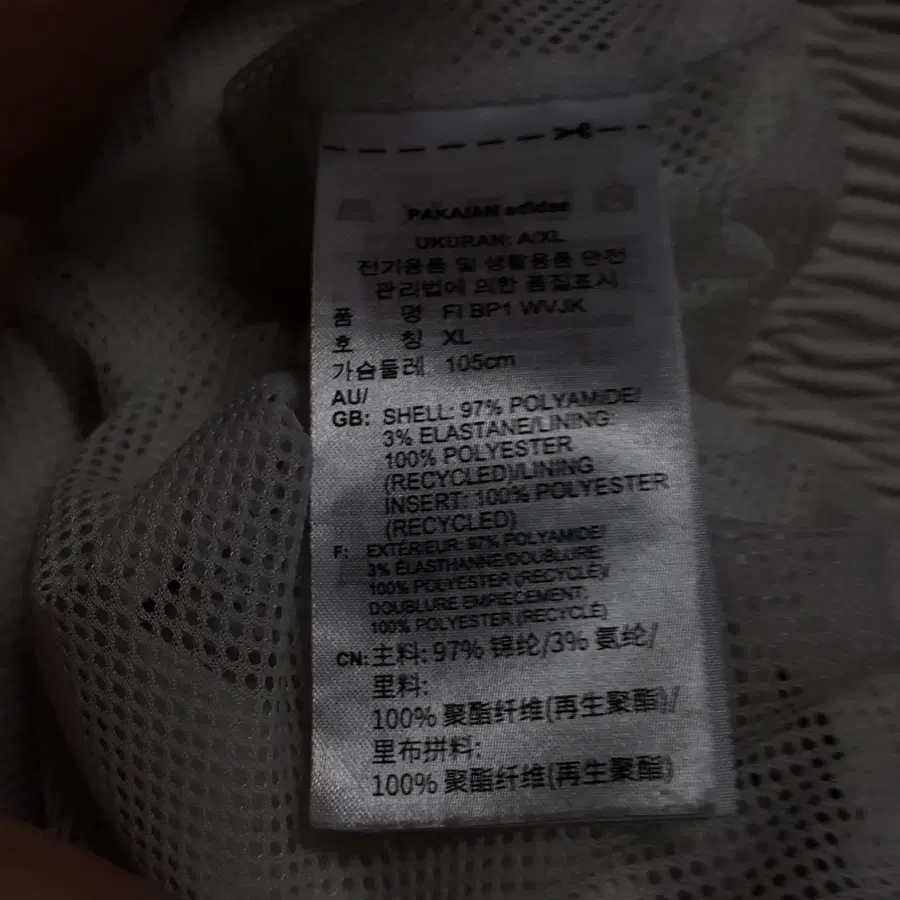 PAKAIAN adidas
UKURAN: A/XL
전기용품 및 생활용품 안전
관리법에 의한 품질표시
품 명 FI BP1 WVJK
호 칭 XL
가슴둘레 105cm
AU/
GB: SHELL: 97% POLYAMIDE/
3% ELASTANE/LINING:
100% POLYESTER
(RECYCLED)/LINING
INSERT: 100% POLYESTER
(RECYCLED)
F: EXTÉRIEUR: 97% POLYAMIDE/
3% ÉLASTHANNE/DOUBLURE:
100% POLYESTER (RECYCLÉ)/
DOUBLURE EMPIÈCEMENT:
100% POLYESTER (RECYCLÉ)
CN: 主料: 97% 锦纶/3% 氨纶/
里料:
100% 聚酯纤维(再生聚酯)/
里布拼料:
100% 聚酯纤维(再生聚酯)